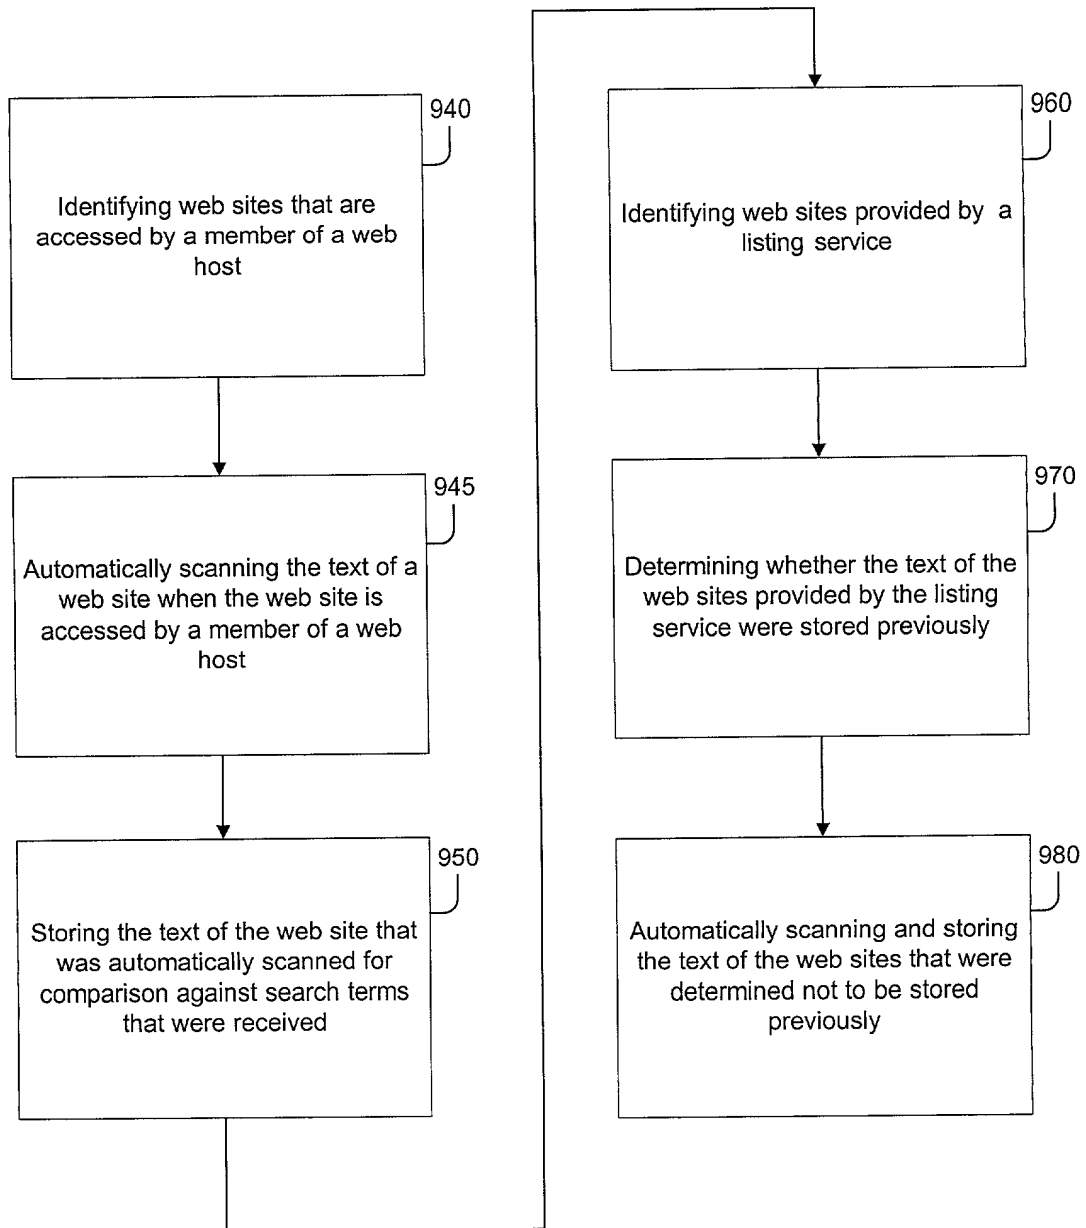 940
Identifying web sites that are
accessed by a member of a web
host
945
Automatically scanning the text of a
web site when the web site is
accessed by a member of a web
host
950
Storing the text of the web site that
was automatically scanned for
comparison against search terms
that were received
960
Identifying web sites provided by a
listing service
970
Determining whether the text of the
web sites provided by the listing
service were stored previously
980
Automatically scanning and storing
the text of the web sites that were
determined not to be stored
previously